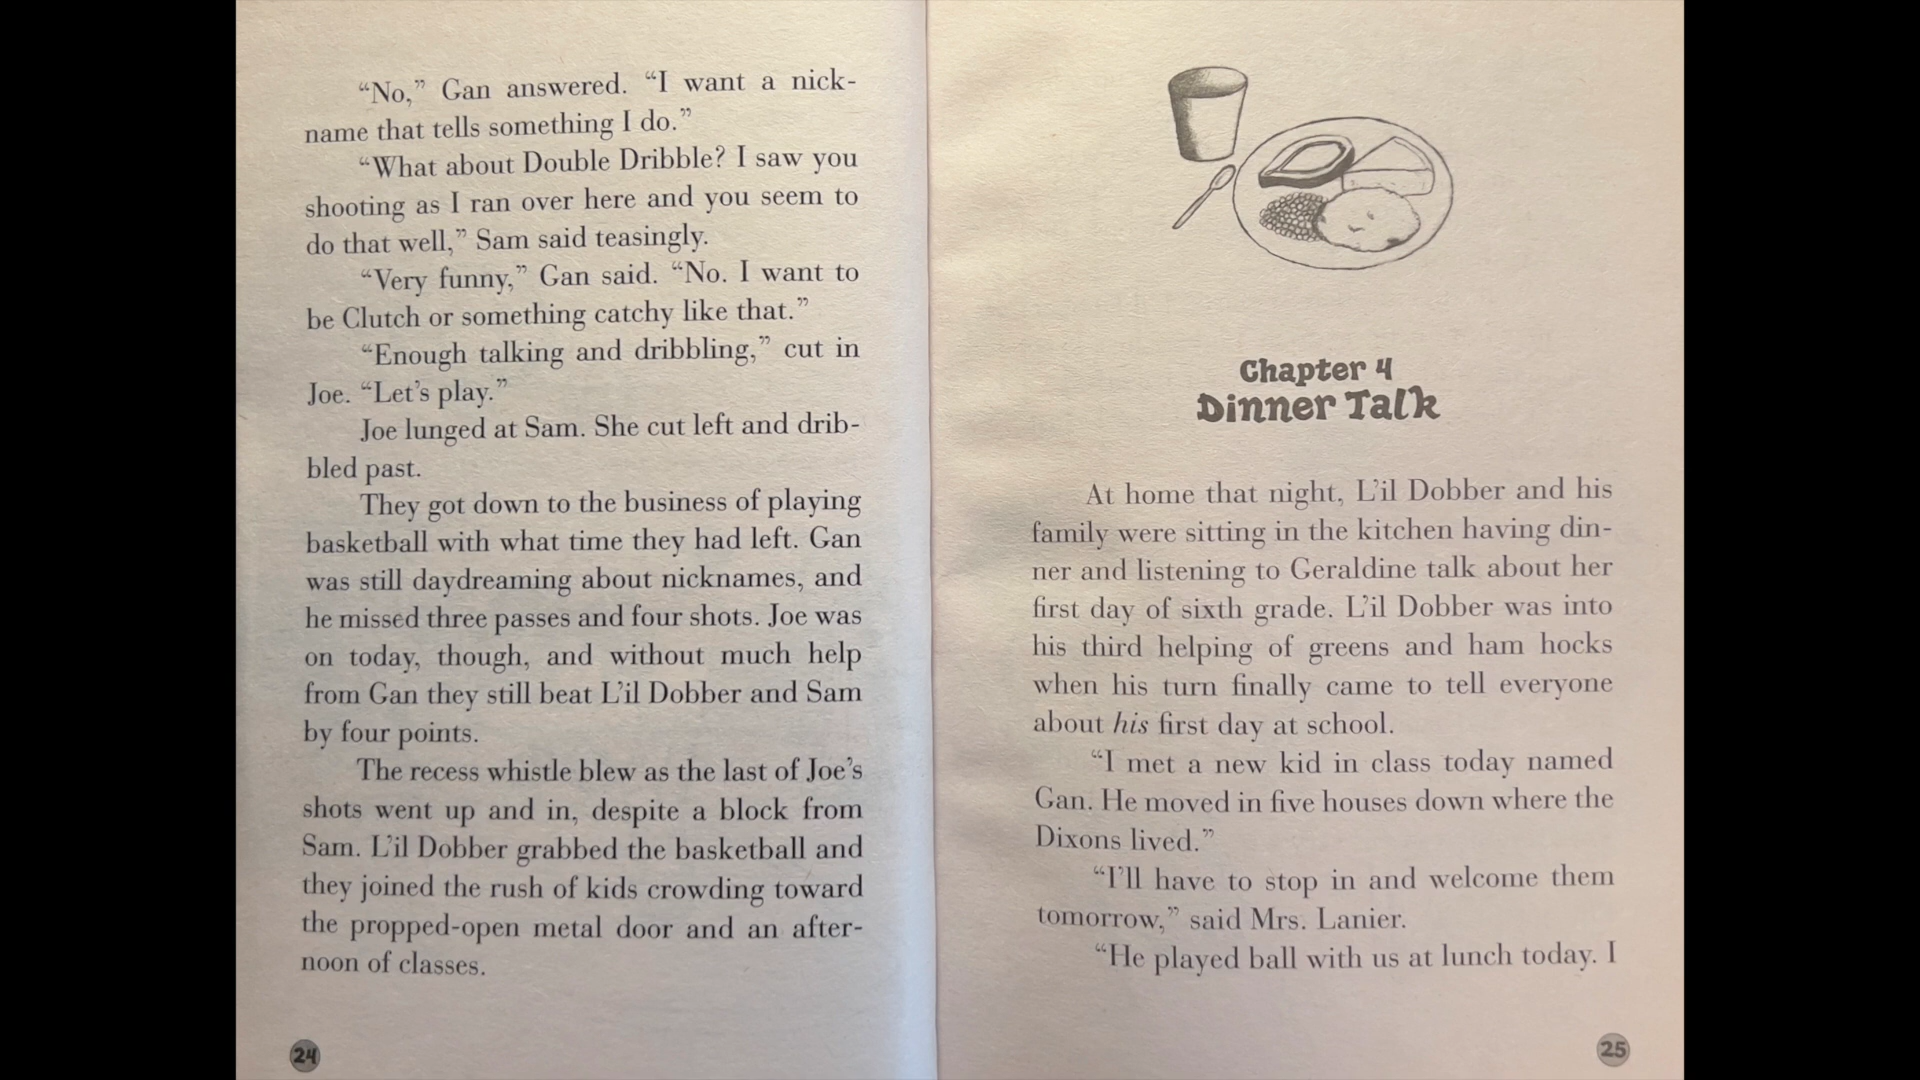 “No,” Gan answered. “I want a nick-
name that tells something I do.”
“What about Double Dribble? I saw you
shooting as I ran over here and you seem to
do that well,” Sam said teasingly.
“Very funny,” Gan said. “No. I want to
be Clutch or something catchy like that.”
“Enough talking and dribbling,” cut in
Joe. “Let’s play.”
Joe lunged at Sam. She cut left and drib-
bled past.
They got down to the business of playing
basketball with what time they had left. Gan
was still daydreaming about nicknames, and
he missed three passes and four shots. Joe was
on today, though, and without much help
from Gan they still beat L’il Dobber and Sam
by four points.
The recess whistle blew as the last of Joe’s
shots went up and in, despite a block from
Sam. L’il Dobber grabbed the basketball and
they joined the rush of kids crowding toward
the propped-open metal door and an after-
noon of classes.
24
Chapter 4
Dinner Talk
At home that night, L’il Dobber and his
family were sitting in the kitchen having din-
ner and listening to Geraldine talk about her
first day of sixth grade. L’il Dobber was into
his third helping of greens and ham hocks
when his turn finally came to tell everyone
about his first day at school.
“I met a new kid in class today named
Gan. He moved in five houses down where the
Dixons lived.”
“I’ll have to stop in and welcome them
tomorrow,” said Mrs. Lanier.
“He played ball with us at lunch today. I
25